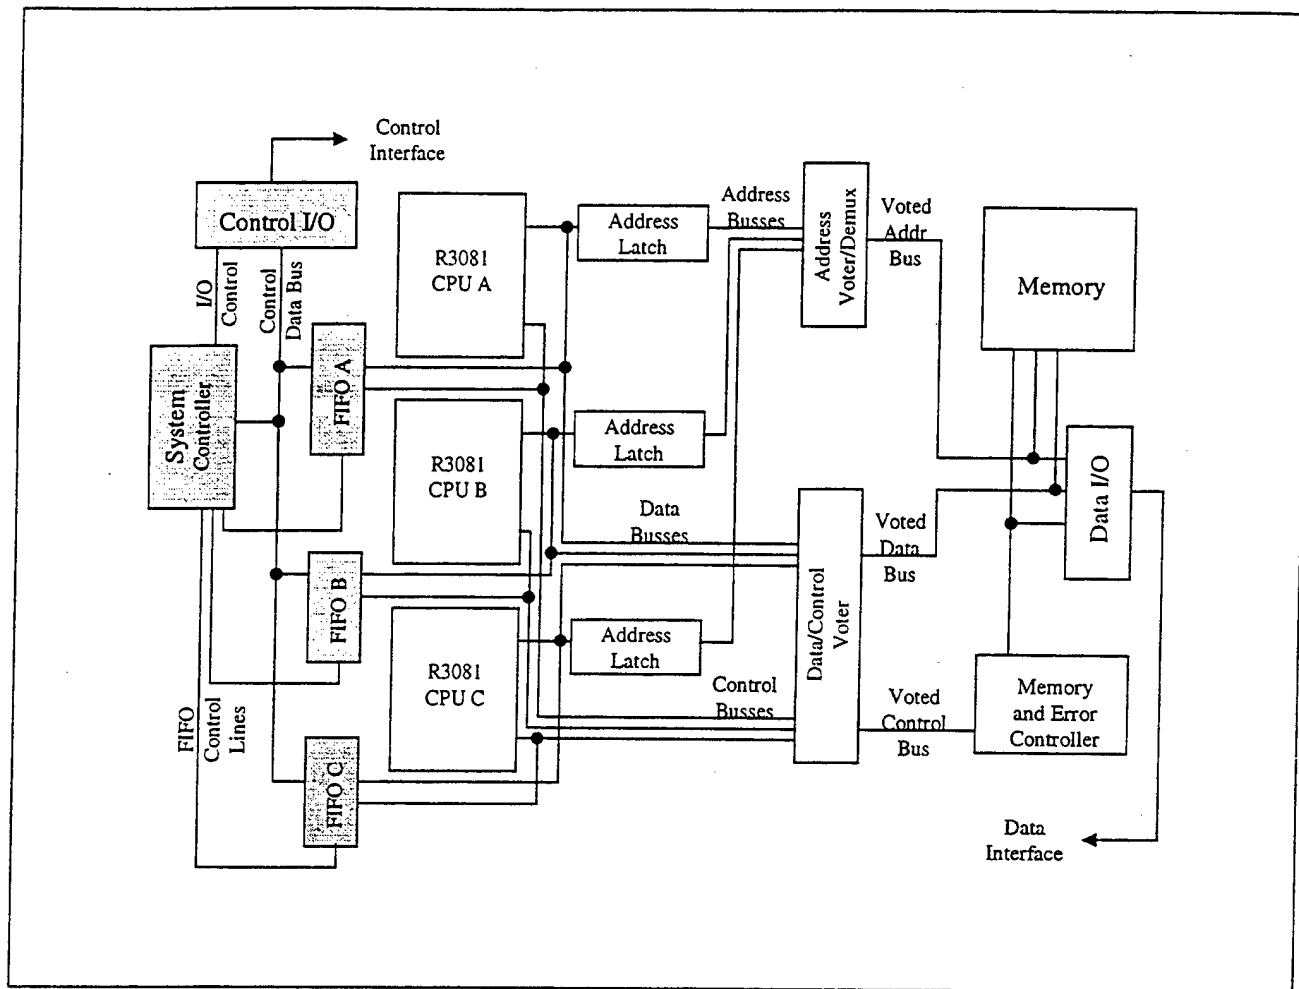 Control
Interface
Control I/O
I/O
Control
Control
Data Bus
System
Controller
FIFO A
FIFO B
FIFO C
FIFO
Control
Lines
R3081
CPU A
R3081
CPU B
R3081
CPU C
Address
Latch
Address
Latch
Address
Latch
Address
Busses
Data
Busses
Control
Busses
Address
Voter/Demux
Data/Control
Voter
Voted
Addr
Bus
Voted
Data
Bus
Voted
Control
Bus
Memory
Data I/O
Memory
and Error
Controller
Data
Interface